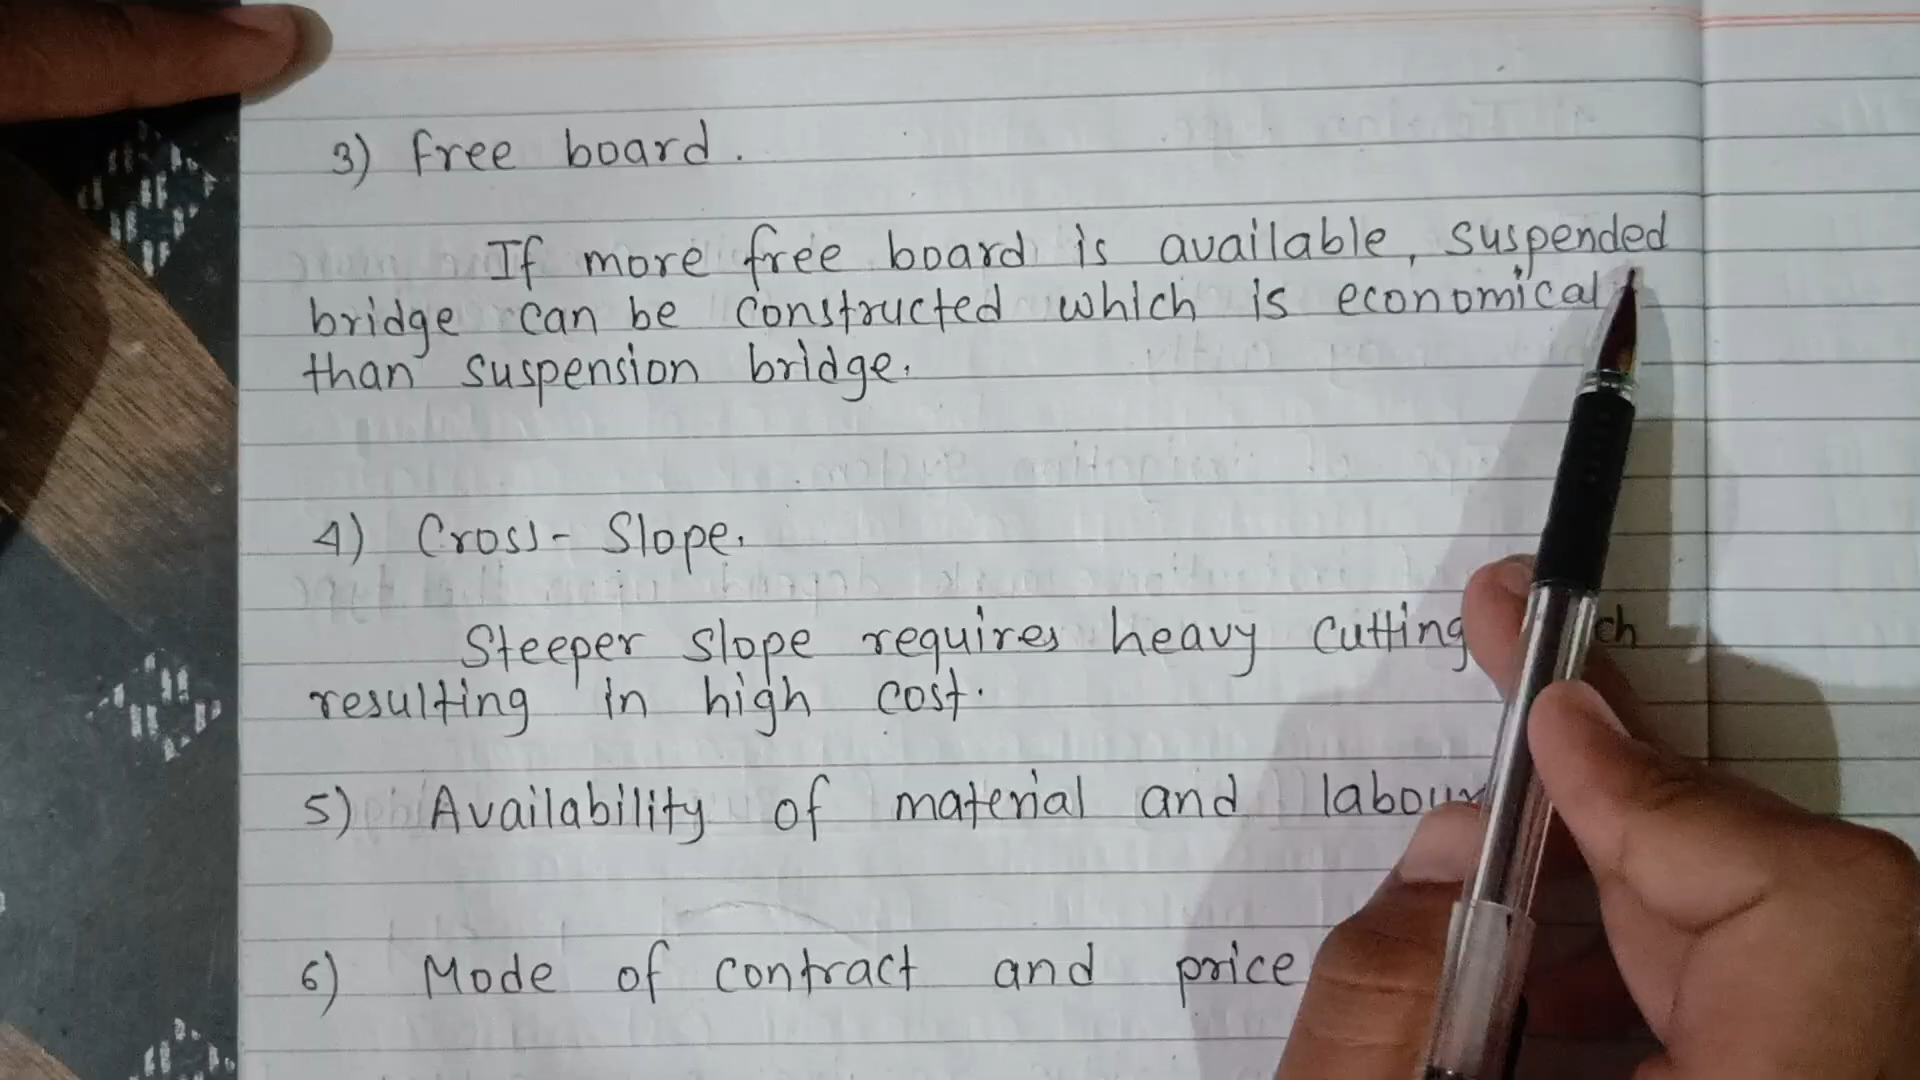 3) free board.
If more free board is available, suspended
bridge can be constructed which is economical
than suspension bridge.
4) Cross- Slope.
Steeper slope requires heavy cutting
resulting in high cost.
5) Availability of material and labour
6) Mode of contract and price